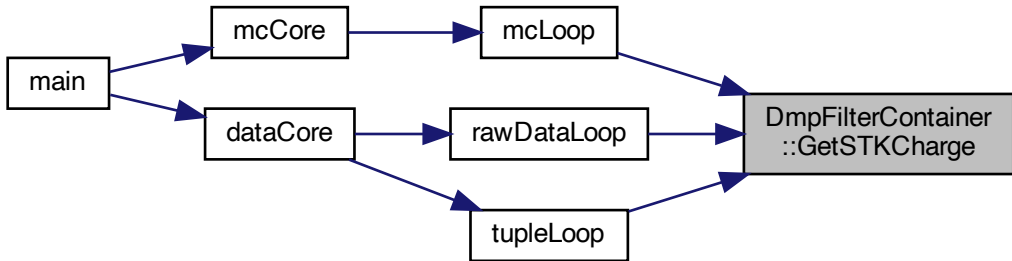 main
mcCore
mcLoop
dataCore
rawDataLoop
tupleLoop
DmpFilterContainer
::GetSTKCharge